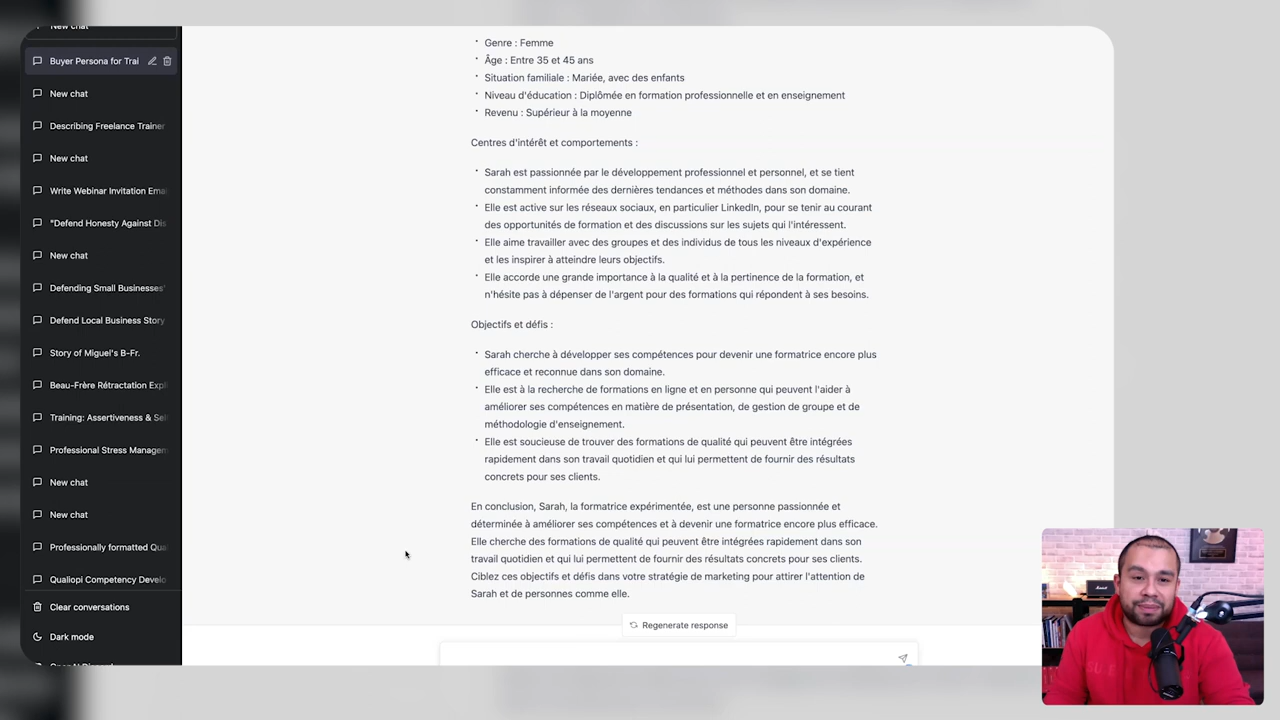 New chat
Buyer Persona for Trai
New chat
Describing Freelance Trainer
New chat
Write Webinar Invitation Ema
"Defend Honesty Against Dis
New chat
Defending Small Businesses'
Defend Local Business Story
Story of Miguel's B-Fr.
Beau-Frère Rétractation Expl
Training: Assertiveness & Sel
Professional Stress Managem
New chat
New chat
Professionally formatted Qua
Qualiopi Competency Develo
Clear conversations
Dark mode
Genre : Femme
Âge : Entre 35 et 45 ans
Situation familiale : Mariée, avec des enfants
Niveau d'éducation : Diplômée en formation professionnelle et en enseignement
Revenu : Supérieur à la moyenne
Centres d'intérêt et comportements :
Sarah est passionnée par le développement professionnel et personnel, et se tient
constamment informée des dernières tendances et méthodes dans son domaine.
Elle est active sur les réseaux sociaux, en particulier LinkedIn, pour se tenir au courant
des opportunités de formation et des discussions sur les sujets qui l'intéressent.
Elle aime travailler avec des groupes et des individus de tous les niveaux d'expérience
et les inspirer à atteindre leurs objectifs.
Elle accorde une grande importance à la qualité et à la pertinence de la formation, et
n'hésite pas à dépenser de l'argent pour des formations qui répondent à ses besoins.
Objectifs et défis :
Sarah cherche à développer ses compétences pour devenir une formatrice encore plus
efficace et reconnue dans son domaine.
Elle est à la recherche de formations en ligne et en personne qui peuvent l'aider à
améliorer ses compétences en matière de présentation, de gestion de groupe et de
méthodologie d'enseignement.
Elle est soucieuse de trouver des formations de qualité qui peuvent être intégrées
rapidement dans son travail quotidien et qui lui permettent de fournir des résultats
concrets pour ses clients.
En conclusion, Sarah, la formatrice expérimentée, est une personne passionnée et
déterminée à améliorer ses compétences et à devenir une formatrice encore plus efficace.
Elle cherche des formations de qualité qui peuvent être intégrées rapidement dans son
travail quotidien et qui lui permettent de fournir des résultats concrets pour ses clients.
Ciblez ces objectifs et défis dans votre stratégie de marketing pour attirer l'attention de
Sarah et de personnes comme elle.
Regenerate response
Marshall